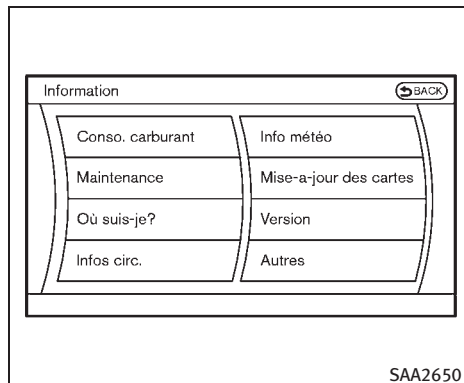 Information
BACK
Conso. carburant
Info météo
Maintenance
Mise-a-jour des cartes
Où suis-je?
Version
Infos circ.
Autres
SAA2650